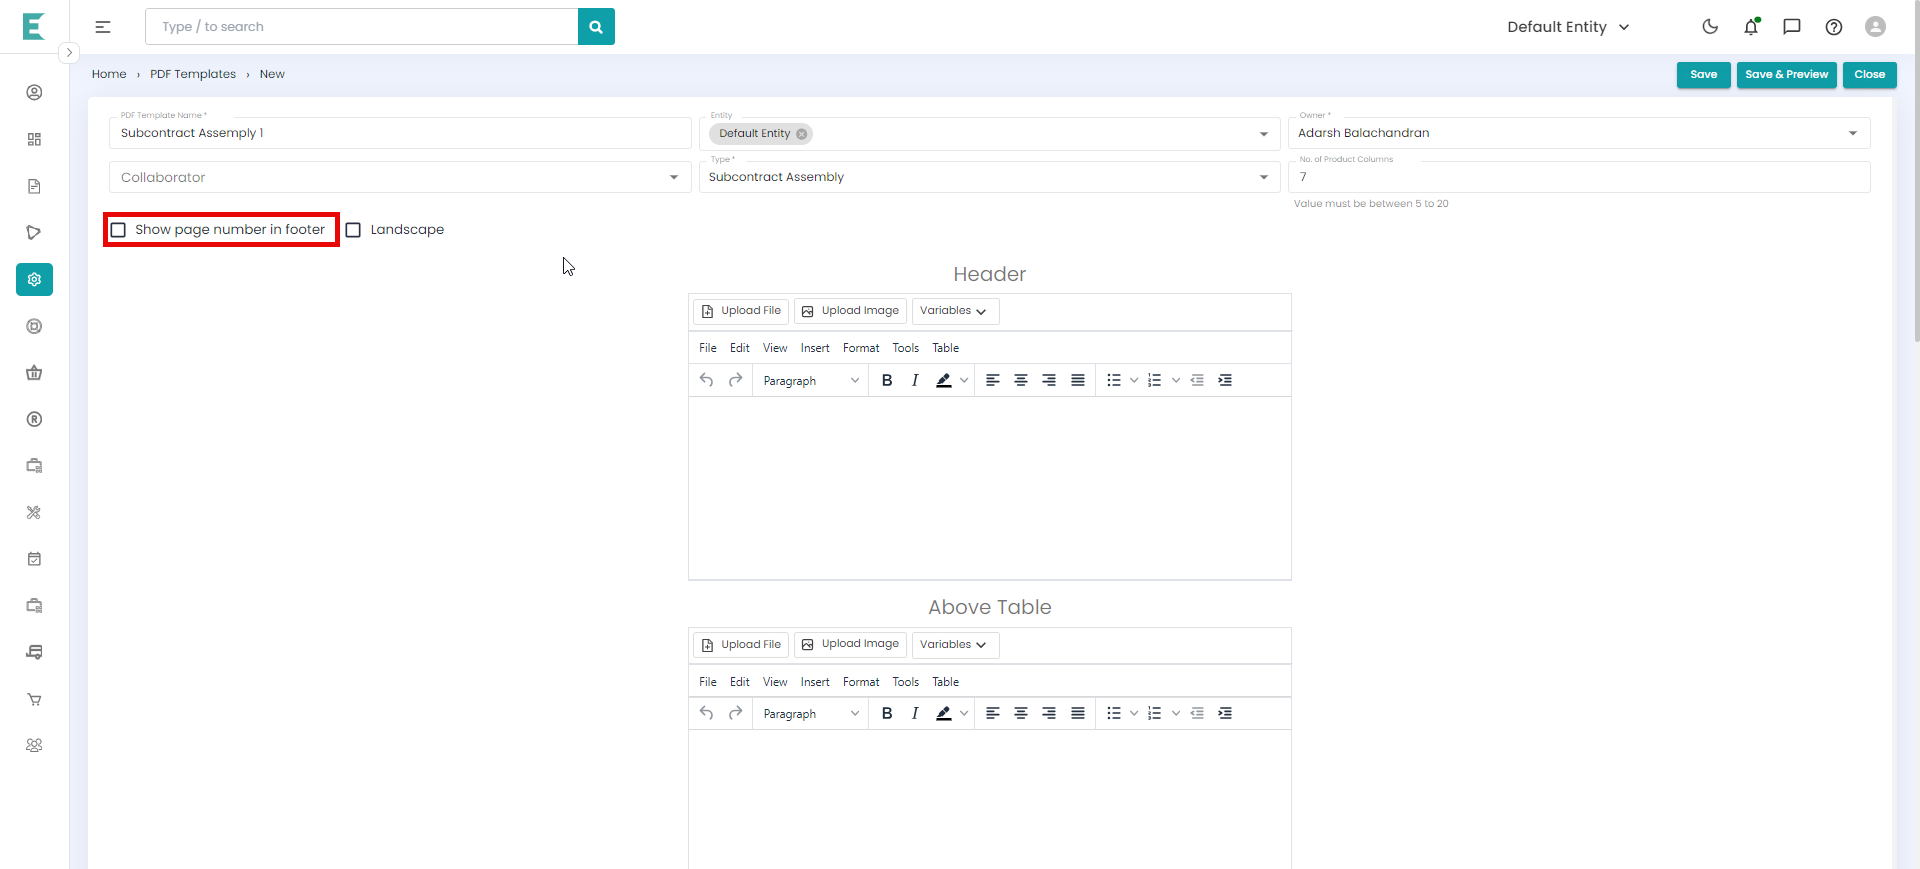 Type / to search
Default Entity
Home › PDF Templates › New
Save
Save & Preview
Close
PDF Template Name *
Subcontract Assemply 1
Entity
Default Entity
Owner *
Adarsh Balachandran
Collaborator
Type *
Subcontract Assembly
No. of Product Columns
7
Value must be between 5 to 20
Show page number in footer
Landscape
Header
Upload File
Upload Image
Variables
File Edit View Insert Format Tools Table
Paragraph B I
Above Table
Upload File
Upload Image
Variables
File Edit View Insert Format Tools Table
Paragraph B I